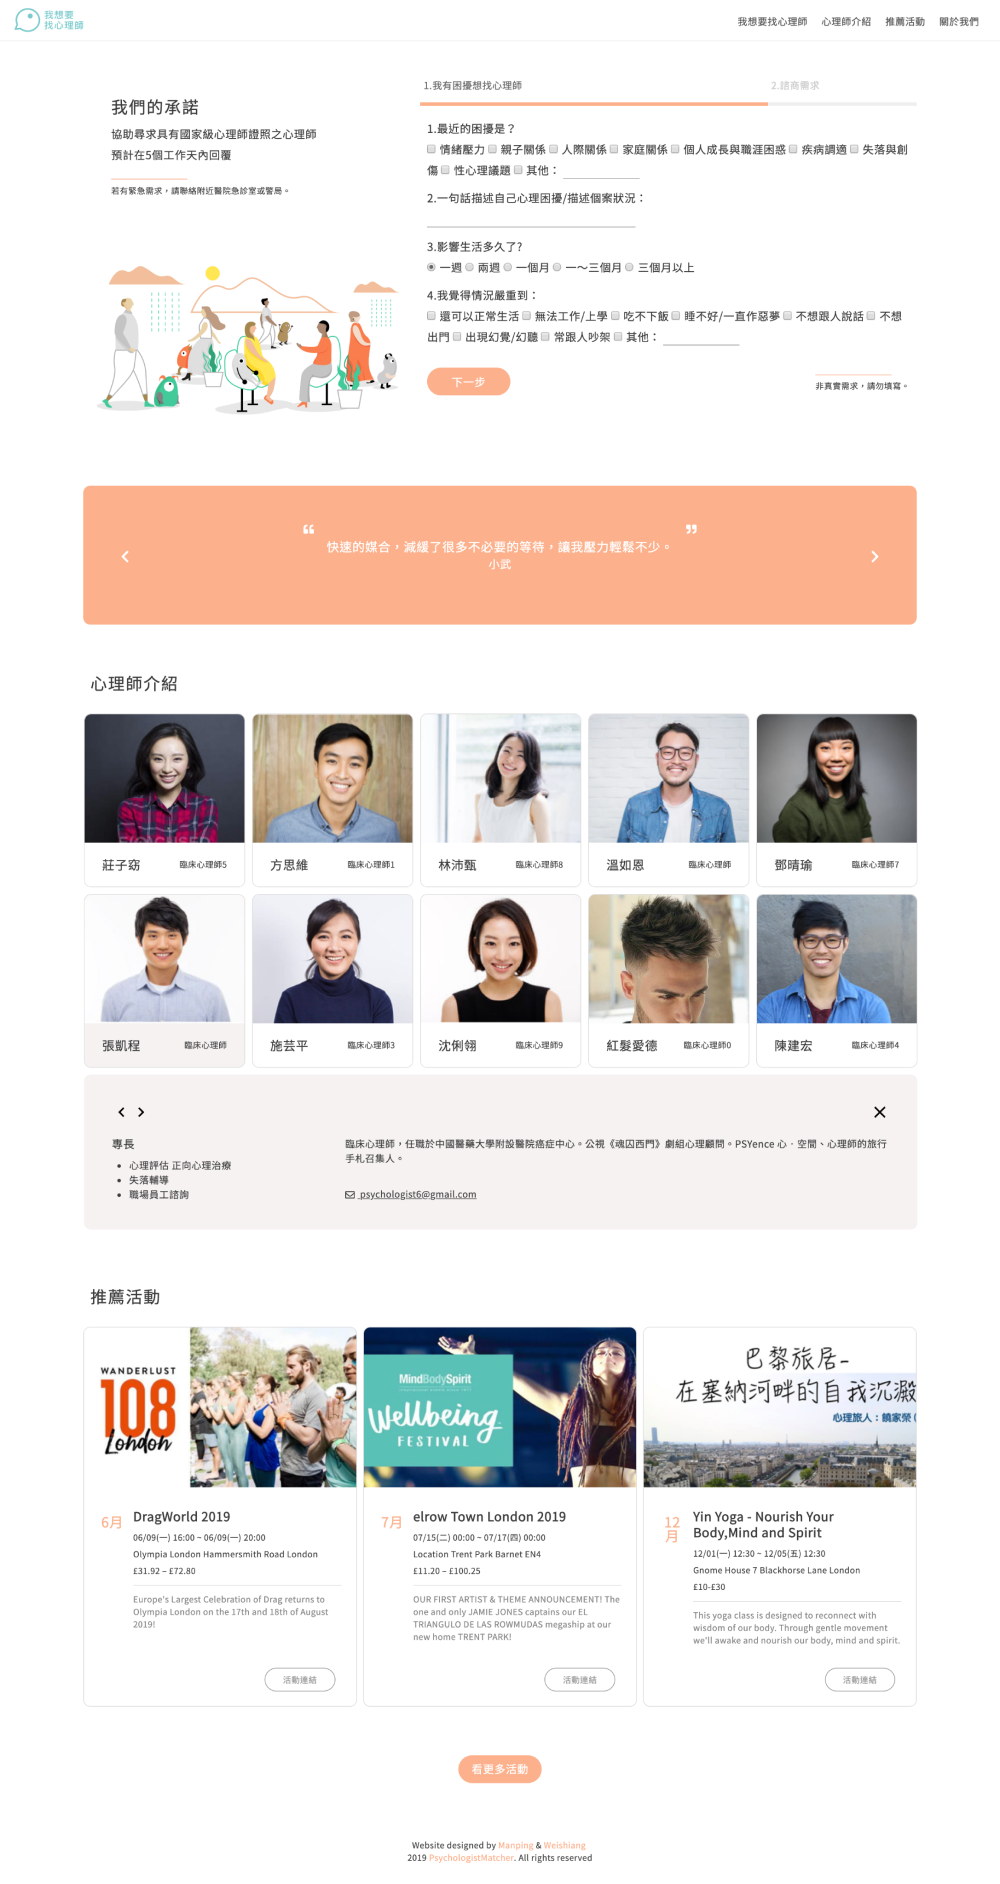 我想要
找心理師
我想要找心理師 心理師介紹 推薦活動 關於我們
我們的承諾
協助尋求具有國家級心理師證照之心理師
預計在5個工作天內回覆
若有緊急需求，請聯絡附近醫院急診室或警局。
1.我有困擾想找心理師
2.諮商需求
1.最近的困擾是？
情緒壓力 親子關係 人際關係 家庭關係 個人成長與職涯困惑 疾病調適 失落與創
傷 性心理議題 其他：
2.一句話描述自己心理困擾/描述個案狀況：
3.影響生活多久了?
一週 兩週 一個月 一～三個月 三個月以上
4.我覺得情況嚴重到：
還可以正常生活 無法工作/上學 吃不下飯 睡不好/一直作惡夢 不想跟人說話 不想
出門 出現幻覺/幻聽 常跟人吵架 其他：
下一步
非真實需求，請勿填寫。
快速的媒合，減緩了很多不必要的等待，讓我壓力輕鬆不少。
小武
心理師介紹
莊子窈 臨床心理師5
方思維 臨床心理師1
林沛甄 臨床心理師8
溫如恩 臨床心理師
鄧晴瑜 臨床心理師7
張凱程 臨床心理師
施芸平 臨床心理師3
沈俐翎 臨床心理師9
紅髮愛德 臨床心理師0
陳建宏 臨床心理師4
專長
心理評估 正向心理治療
失落輔導
職場員工諮詢
臨床心理師，任職於中國醫藥大學附設醫院癌症中心。公視《魂囚西門》劇組心理顧問。PSYence 心．空間、心理師的旅行
手札召集人。
psychologist6@gmail.com
推薦活動
WANDERLUST
108
London
6月
DragWorld 2019
06/09(一) 16:00 ~ 06/09(一) 20:00
Olympia London Hammersmith Road London
£31.92 – £72.80
Europe's Largest Celebration of Drag returns to
Olympia London on the 17th and 18th of August
2019!
活動連結
MindBodySpirit
Wellbeing
FESTIVAL
7月
elrow Town London 2019
07/15(二) 00:00 ~ 07/17(四) 00:00
Location Trent Park Barnet EN4
£11.20 – £100.25
OUR FIRST ARTIST & THEME ANNOUNCEMENT! The
one and only JAMIE JONES captains our EL
TRIANGULO DE LAS ROWMUDAS megaship at our
new home TRENT PARK!
活動連結
巴黎旅居-
在塞納河畔的自我沉澱
心理旅人：饒家榮 (
12
月
Yin Yoga - Nourish Your
Body,Mind and Spirit
12/01(一) 12:30 ~ 12/05(五) 12:30
Gnome House 7 Blackhorse Lane London
£10-£30
This yoga class is designed to reconnect with
wisdom of our body. Through gentle movement
we'll awake and nourish our body, mind and spirit.
活動連結
看更多活動
Website designed by Manping & Weishiang
2019 PsychologistMatcher. All rights reserved